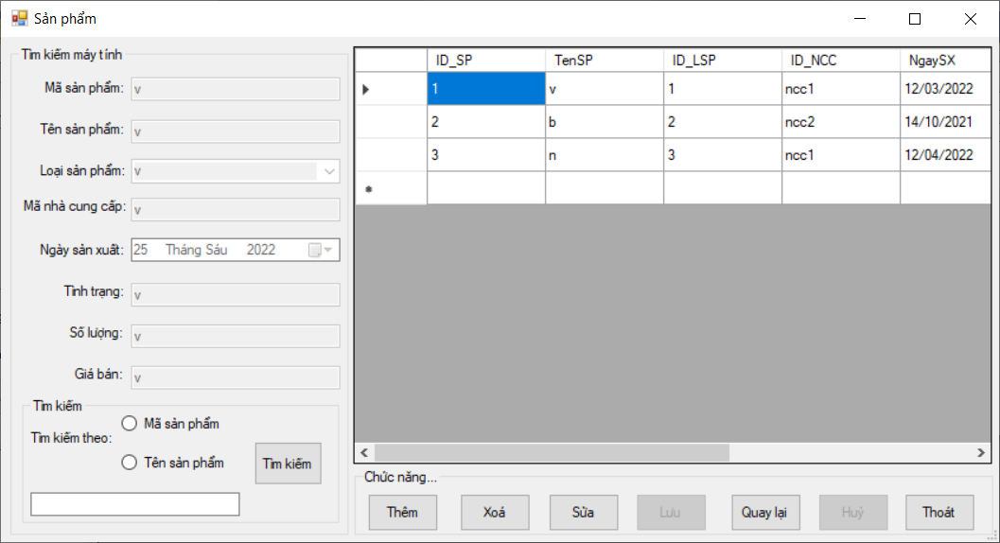 Sản phẩm
Tìm kiếm máy tính
Mã sản phẩm: v
Tên sản phẩm: v
Loại sản phẩm: v
Mã nhà cung cấp: v
Ngày sản xuất: 25 Tháng Sáu 2022
Tình trạng: v
Số lượng: v
Giá bán: v
Tìm kiếm
Tìm kiếm theo:
Mã sản phẩm
Tên sản phẩm
Tìm kiếm
ID_SP TenSP ID_LSP ID_NCC NgaySX
1 v 1 ncc1 12/03/2022
2 b 2 ncc2 14/10/2021
3 n 3 ncc1 12/04/2022
Chức năng...
Thêm Xoá Sửa Lưu Quay lại Huỷ Thoát